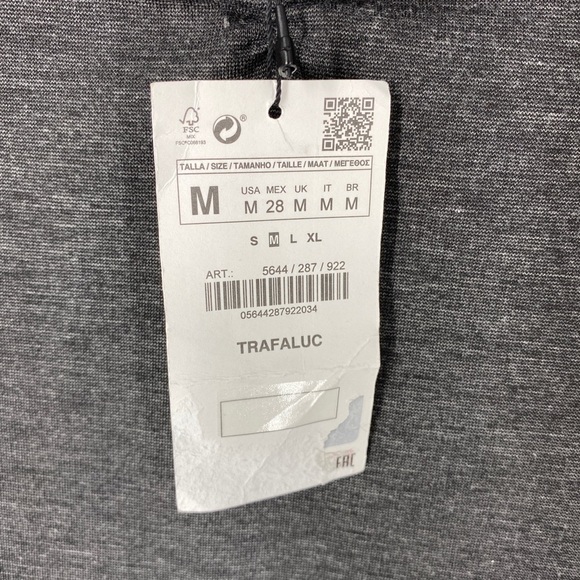 FSC
MIX
TALLA / SIZE / TAMANHO / TAILLE / MAAT / ΜΕΓΕΘΟΣ
M
USA MEX UK IT BR
M 28 M M M
S M L XL
ART.: 5644 / 287 / 922
05644287922034
TRAFALUC
EAC